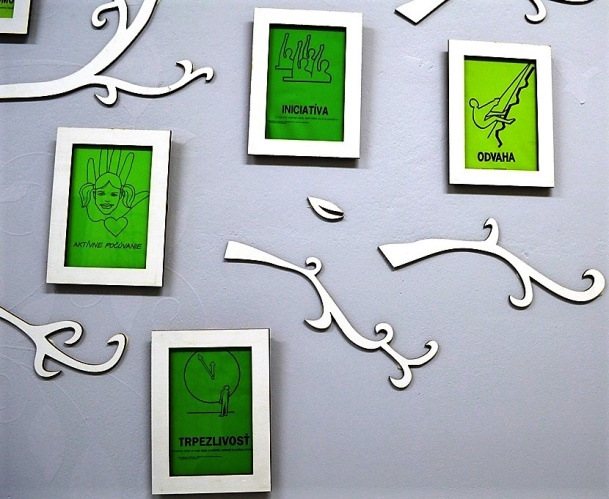 INICIATÍVA
ODVAHA
AKTÍVNE POČÚVANIE
TRPEZLIVOSŤ